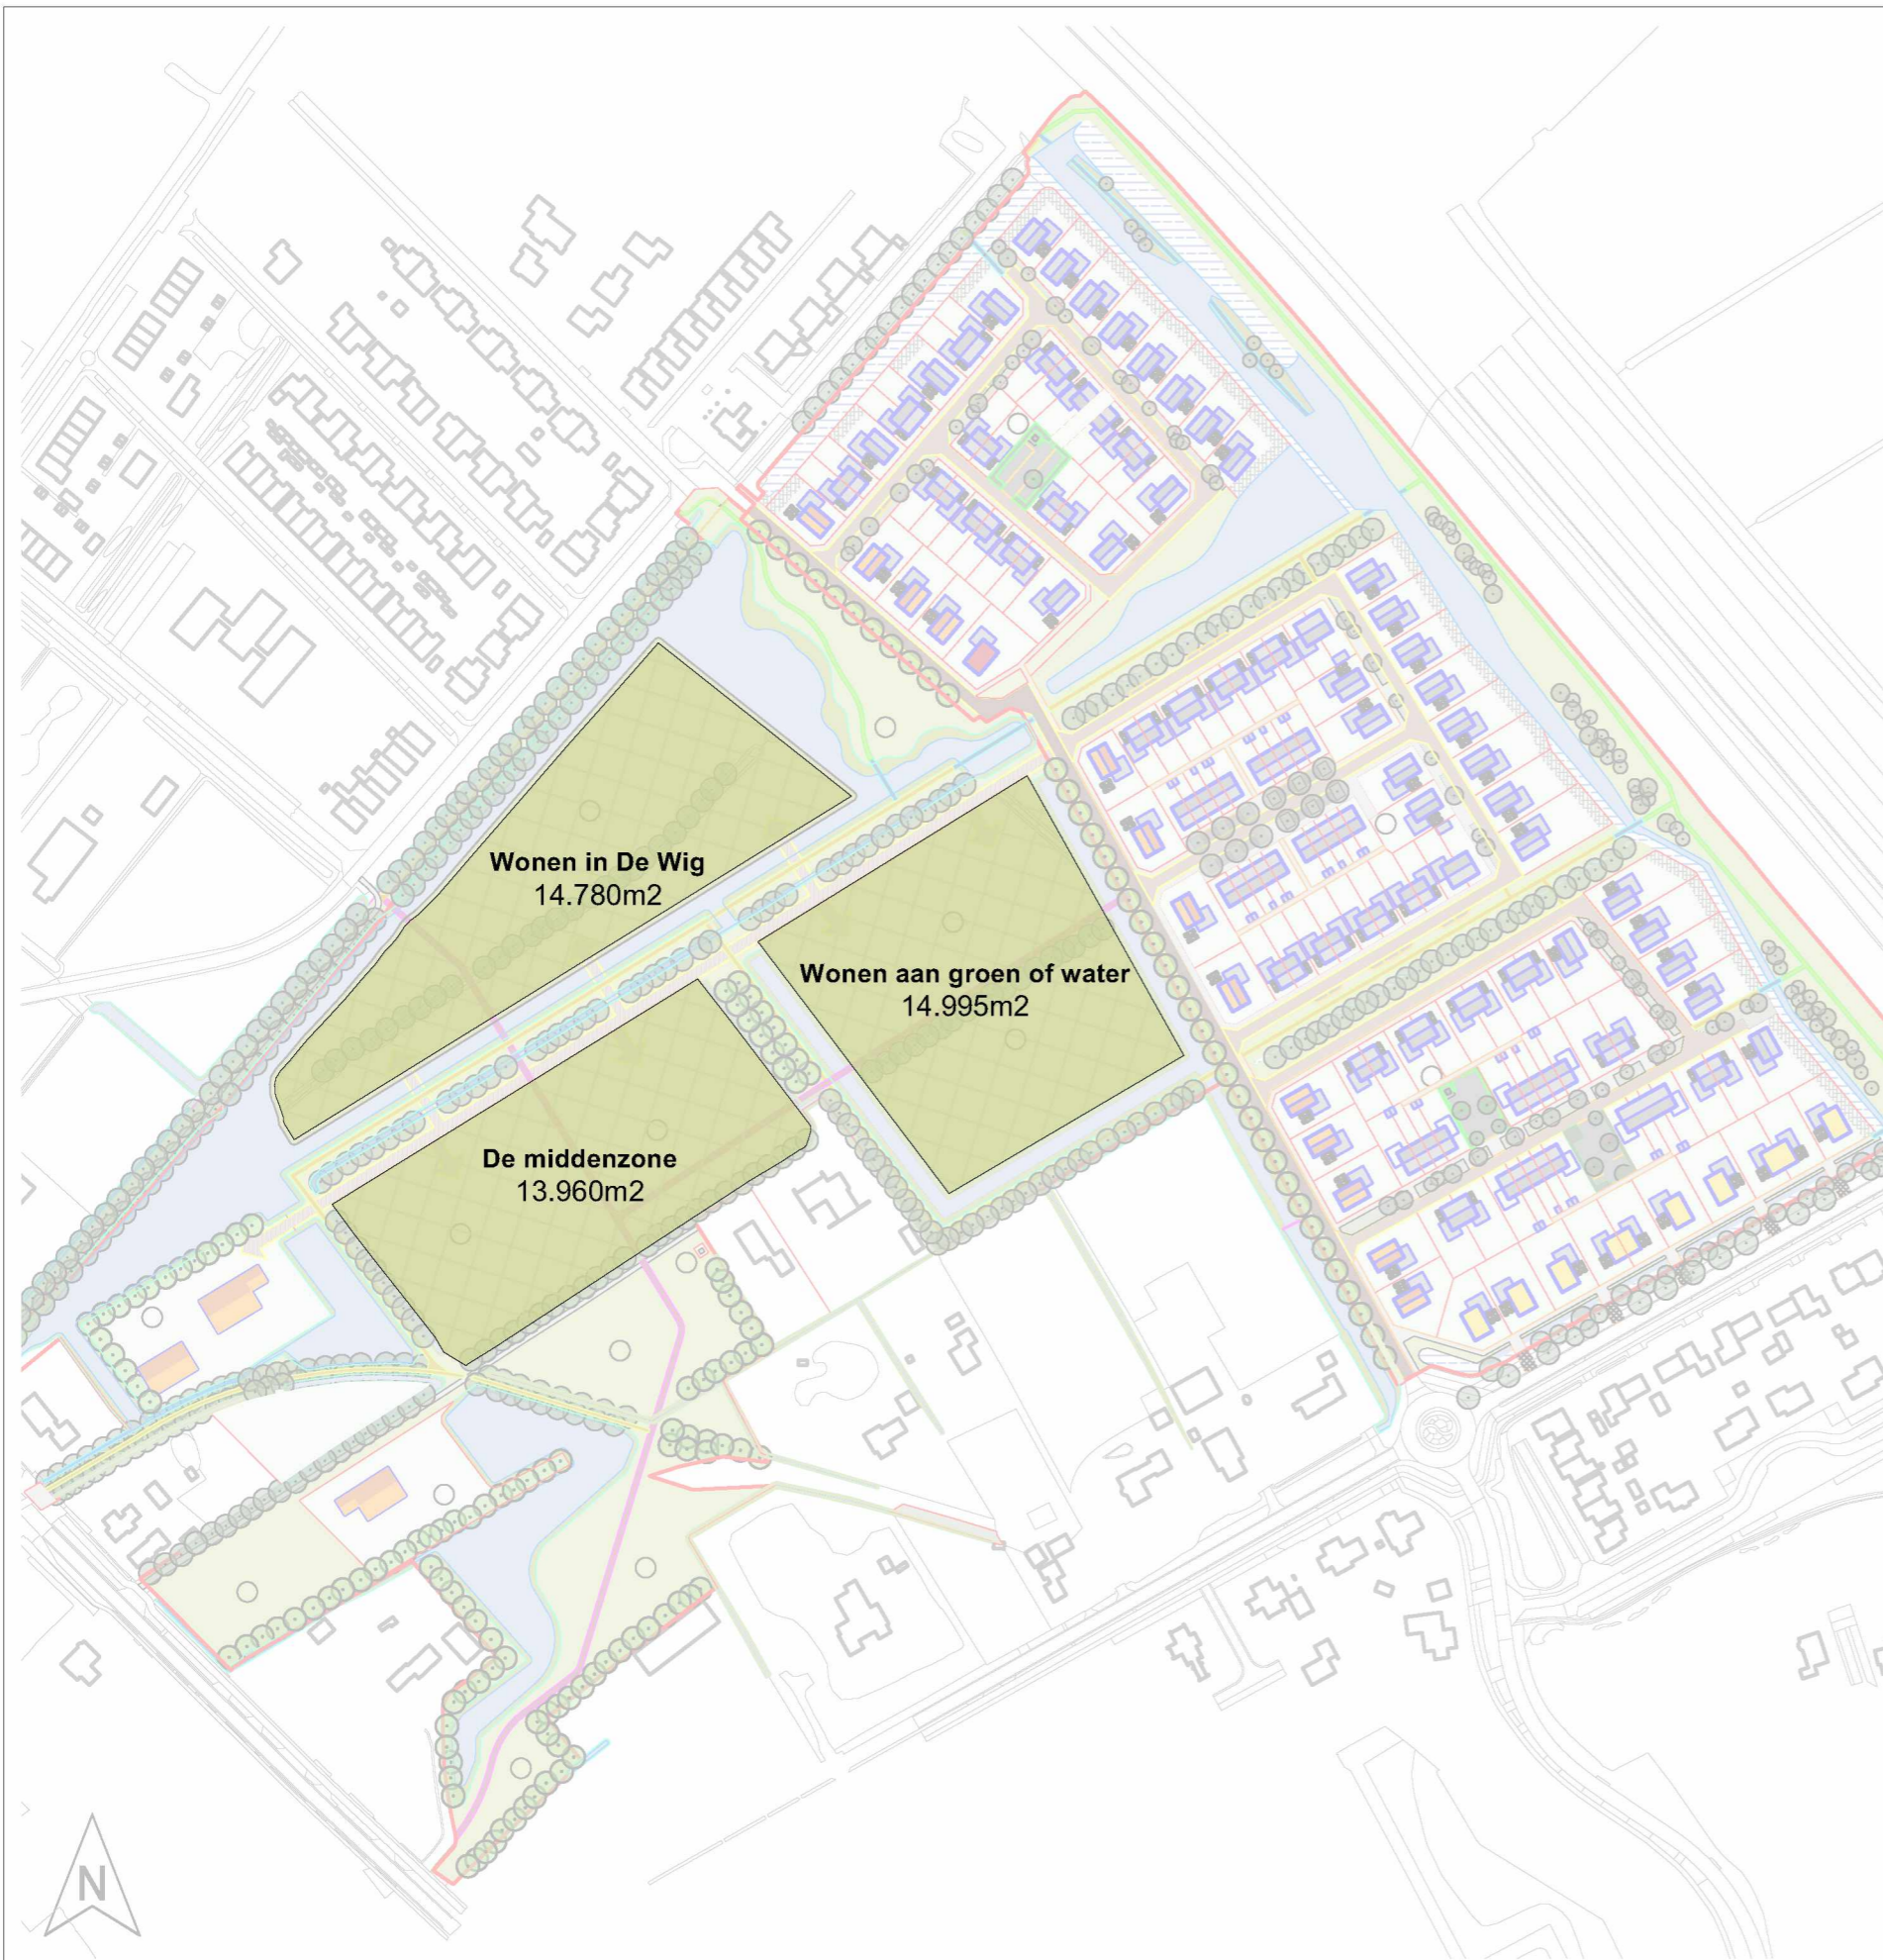 Wonen in De Wig
14.780m2
Wonen aan groen of water
14.995m2
De middenzone
13.960m2
N